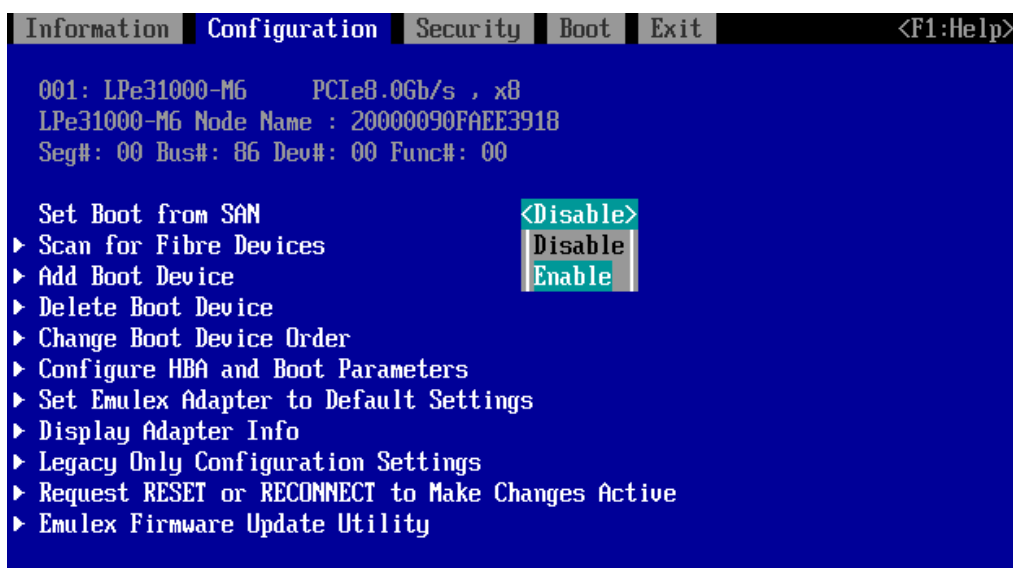 Information Configuration Security Boot Exit <F1:Help>
001: LPe31000-M6 PCIe8.0Gb/s , x8
LPe31000-M6 Node Name : 20000090FAEE3918
Seg#: 00 Bus#: 86 Dev#: 00 Func#: 00
Set Boot from SAN <Disable>
Scan for Fibre Devices Disable
Add Boot Device Enable
Delete Boot Device
Change Boot Device Order
Configure HBA and Boot Parameters
Set Emulex Adapter to Default Settings
Display Adapter Info
Legacy Only Configuration Settings
Request RESET or RECONNECT to Make Changes Active
Emulex Firmware Update Utility